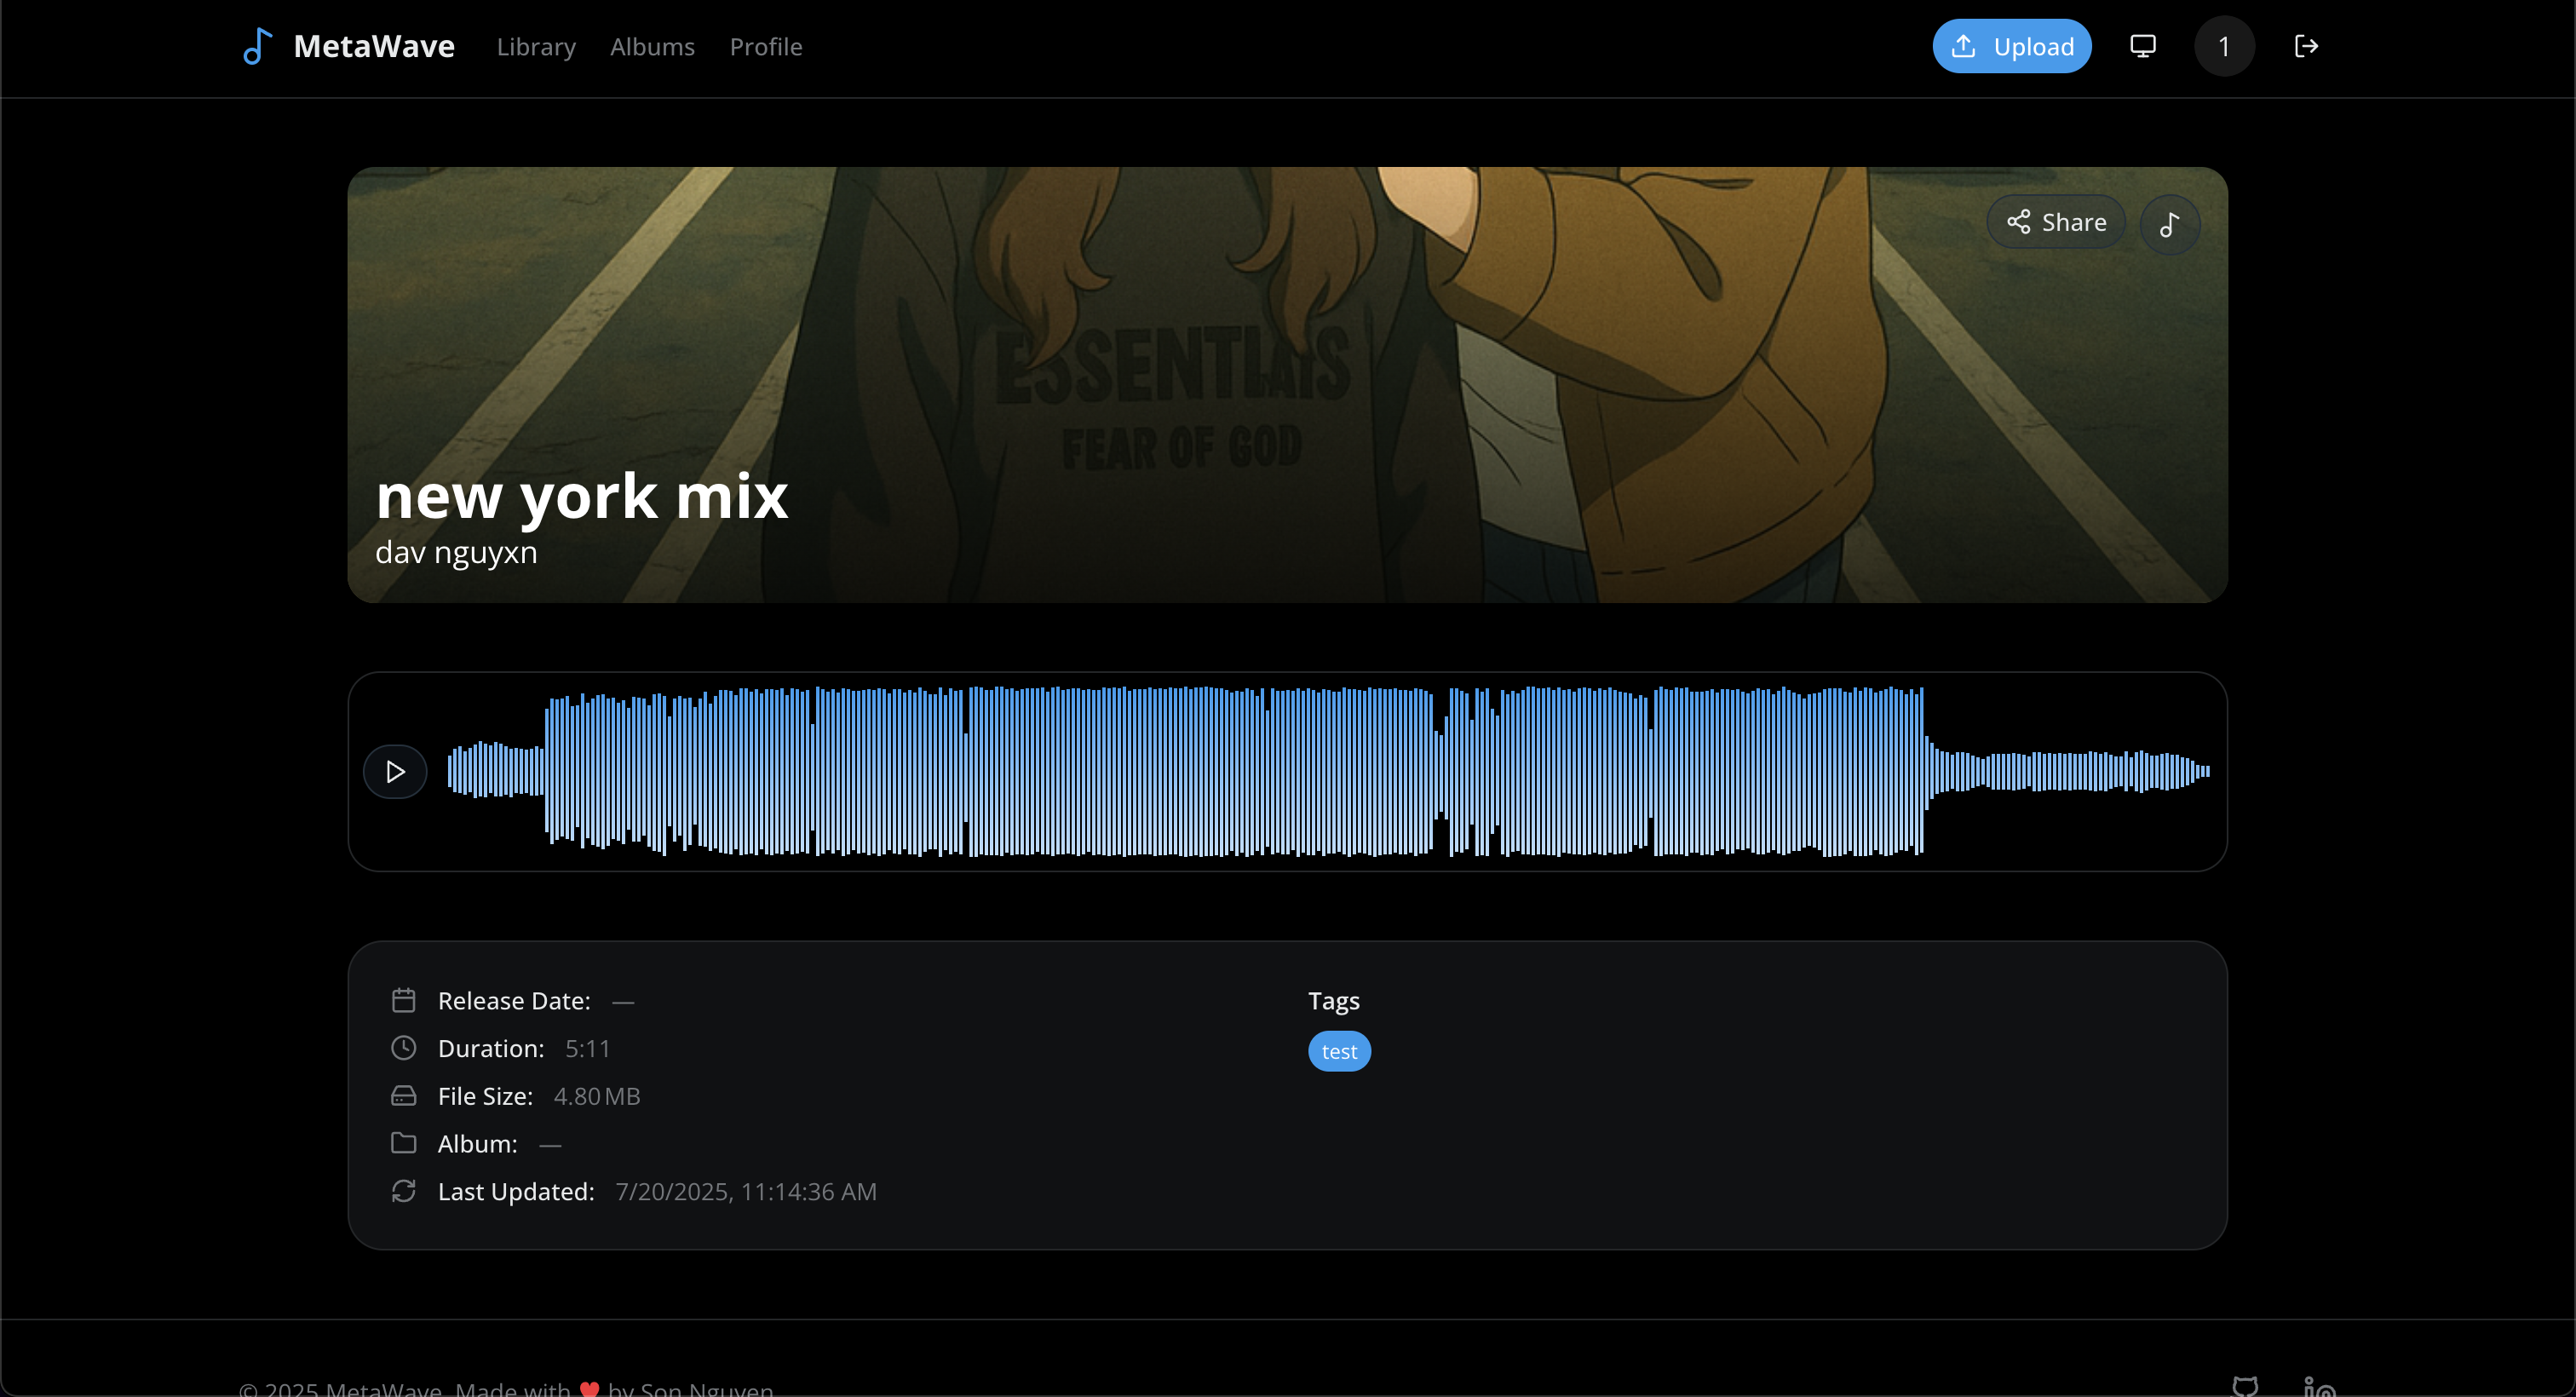 MetaWave Library Albums Profile Upload 1
Share
ESSENTIALS
FEAR OF GOD
new york mix
dav nguyxn
Release Date: —
Tags
Duration: 5:11
test
File Size: 4.80 MB
Album: —
Last Updated: 7/20/2025, 11:14:36 AM
© 2025 MetaWave. Made with ❤️ by Son Nguyen